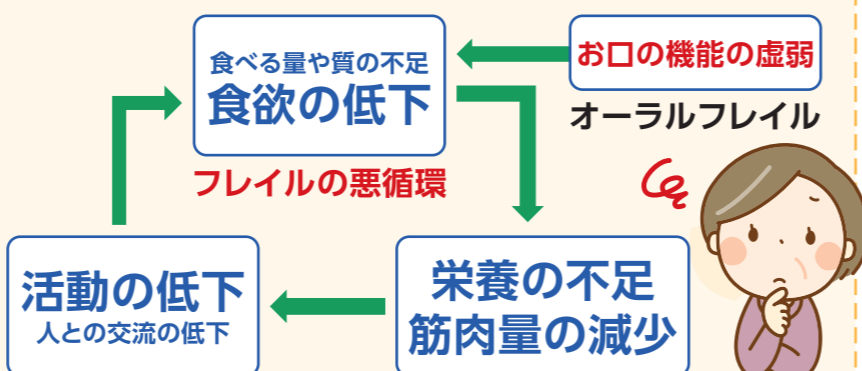 食べる量や質の不足
食欲の低下
お口の機能の虚弱
オーラルフレイル
フレイルの悪循環
活動の低下
人との交流の低下
栄養の不足
筋肉量の減少